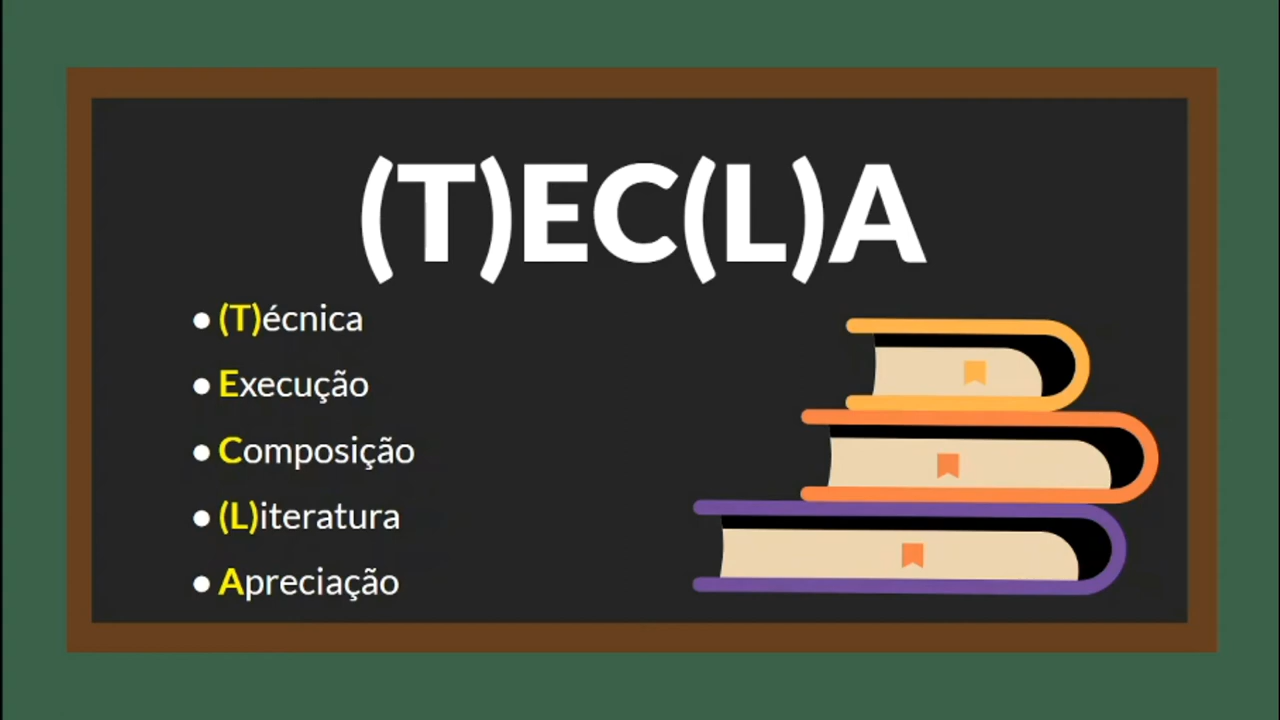 (T)EC(L)A
• (T)écnica
• Execução
• Composição
• (L)iteratura
• Apreciação